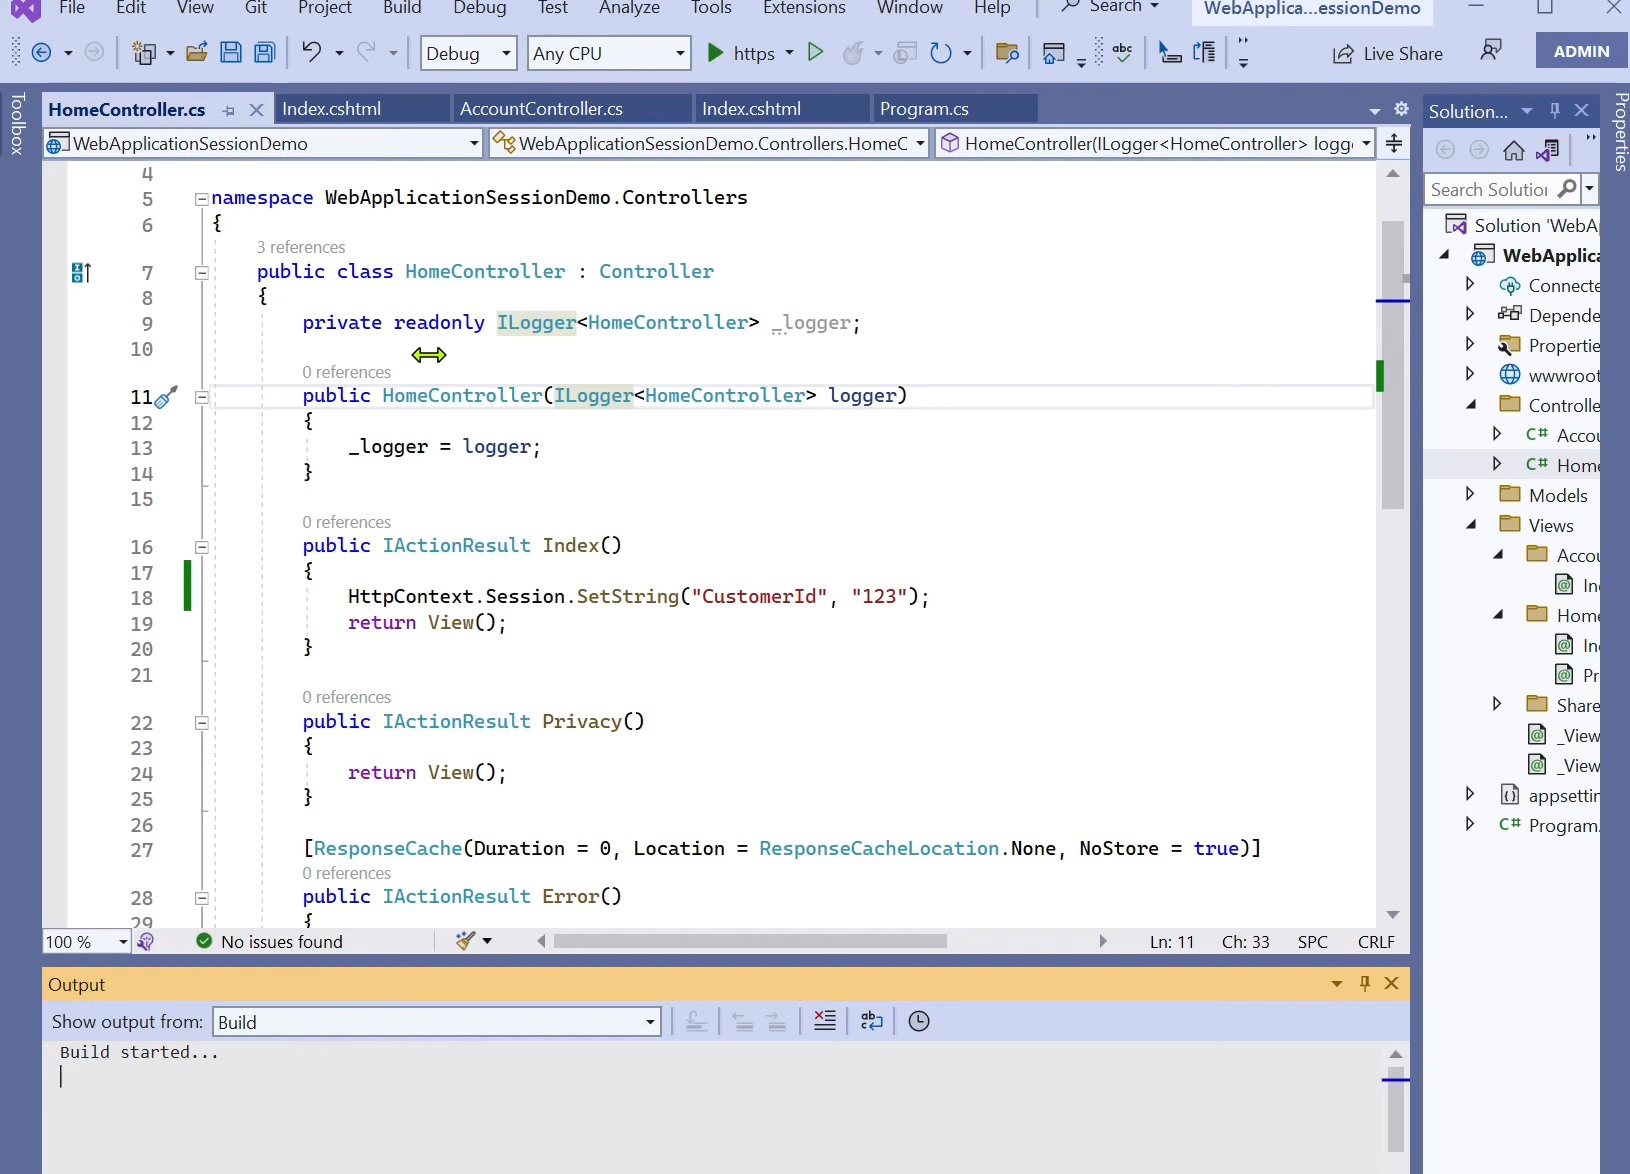 File Edit View Git Project Build Debug Test Analyze Tools Extensions Window Help Search WebApplica...essionDemo
Debug Any CPU https Live Share ADMIN
Toolbox
HomeController.cs Index.cshtml AccountController.cs Index.cshtml Program.cs
WebApplicationSessionDemo WebApplicationSessionDemo.Controllers.HomeC HomeController(ILogger<HomeController> logge
4
5 namespace WebApplicationSessionDemo.Controllers
6 {
3 references
7 public class HomeController : Controller
8 {
9 private readonly ILogger<HomeController> _logger;
10
0 references
11 public HomeController(ILogger<HomeController> logger)
12 {
13 _logger = logger;
14 }
15
0 references
16 public IActionResult Index()
17 {
18 HttpContext.Session.SetString("CustomerId", "123");
19 return View();
20 }
21
0 references
22 public IActionResult Privacy()
23 {
24 return View();
25 }
26
27 [ResponseCache(Duration = 0, Location = ResponseCacheLocation.None, NoStore = true)]
0 references
28 public IActionResult Error()
29 {
100 % No issues found Ln: 11 Ch: 33 SPC CRLF
Output
Show output from: Build
Build started...
Solution...
Search Solution
Solution 'WebAp
WebApplica
Connecte
Depende
Propertie
wwwroot
Controlle
C# Accou
C# Home
Models
Views
Accou
In
Home
In
Pr
Share
_View
_View
appsettin
C# Program.
Properties